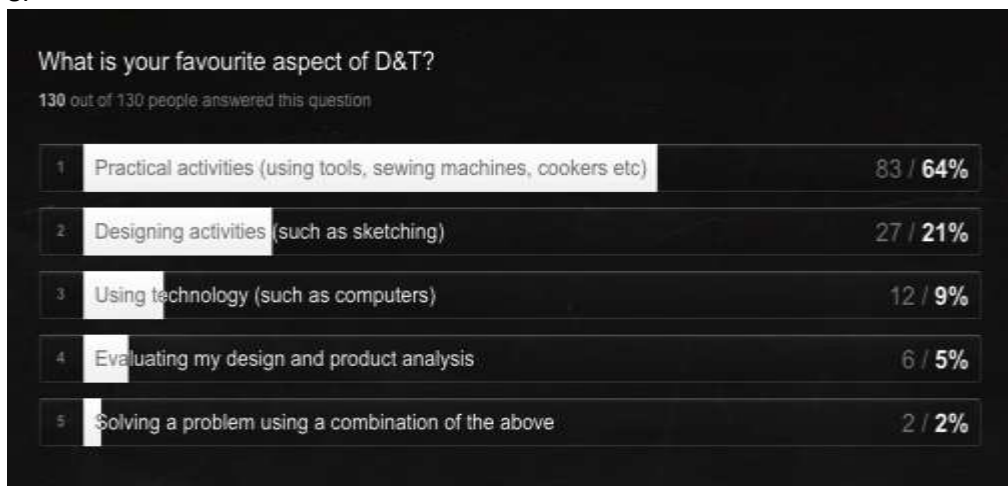 What is your favourite aspect of D&T?
130 out of 130 people answered this question
1 Practical activities (using tools, sewing machines, cookers etc) 83 / 64%
2 Designing activities (such as sketching) 27 / 21%
3 Using technology (such as computers) 12 / 9%
4 Evaluating my design and product analysis 6 / 5%
5 Solving a problem using a combination of the above 2 / 2%